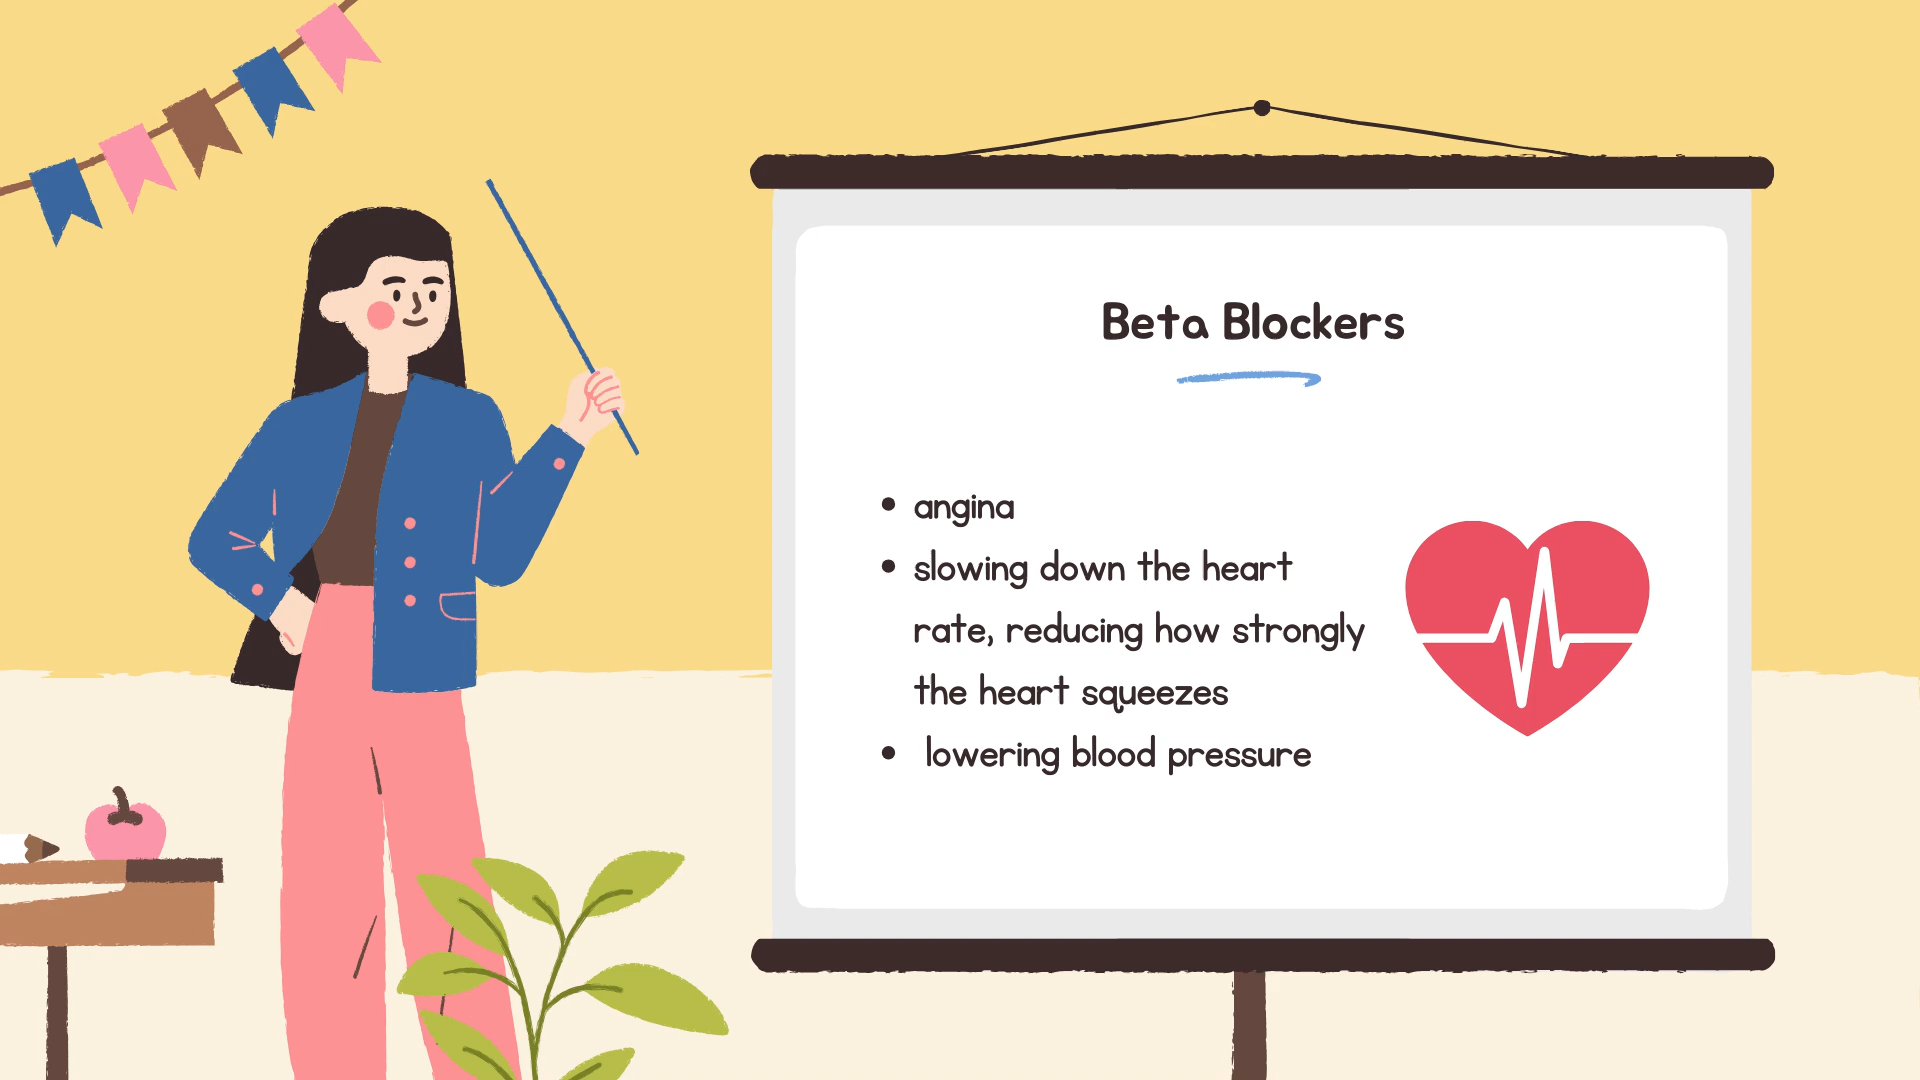 Beta Blockers
• angina
• slowing down the heart
rate, reducing how strongly
the heart squeezes
• lowering blood pressure